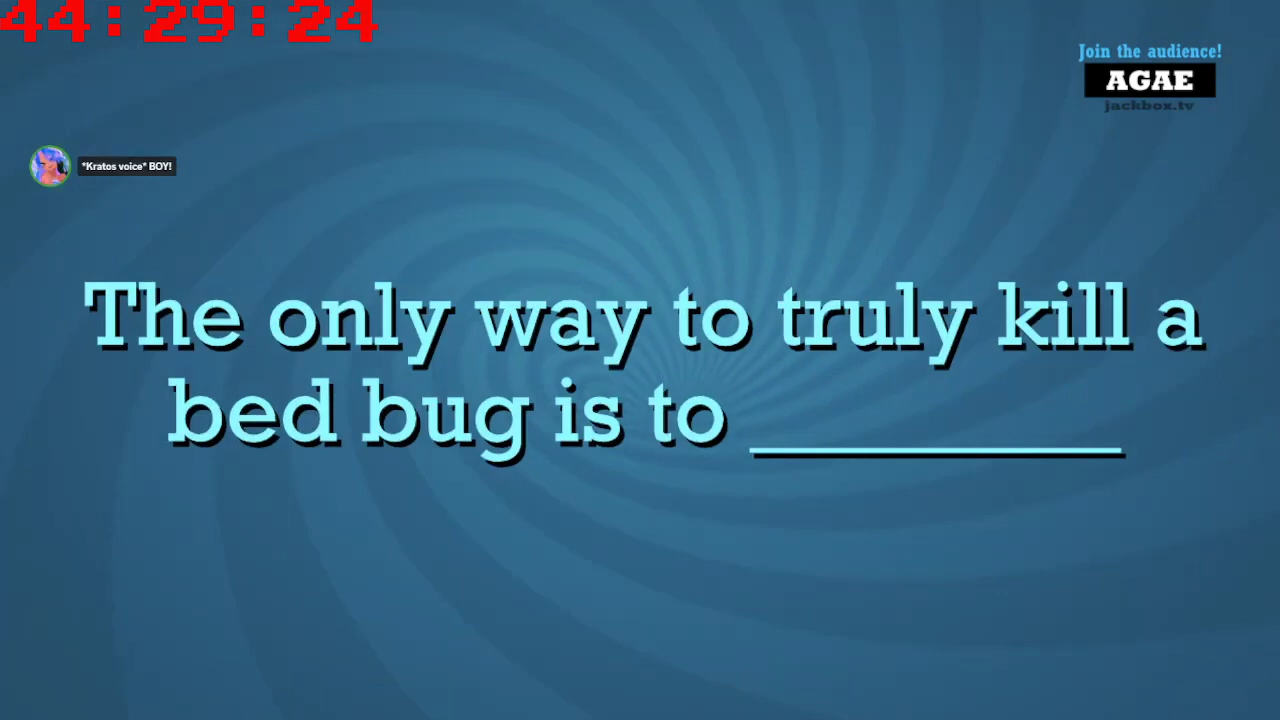 44:29:24
Join the audience!
AGAE
jackbox.tv
*Kratos voice* BOY!
The only way to truly kill a
bed bug is to __________